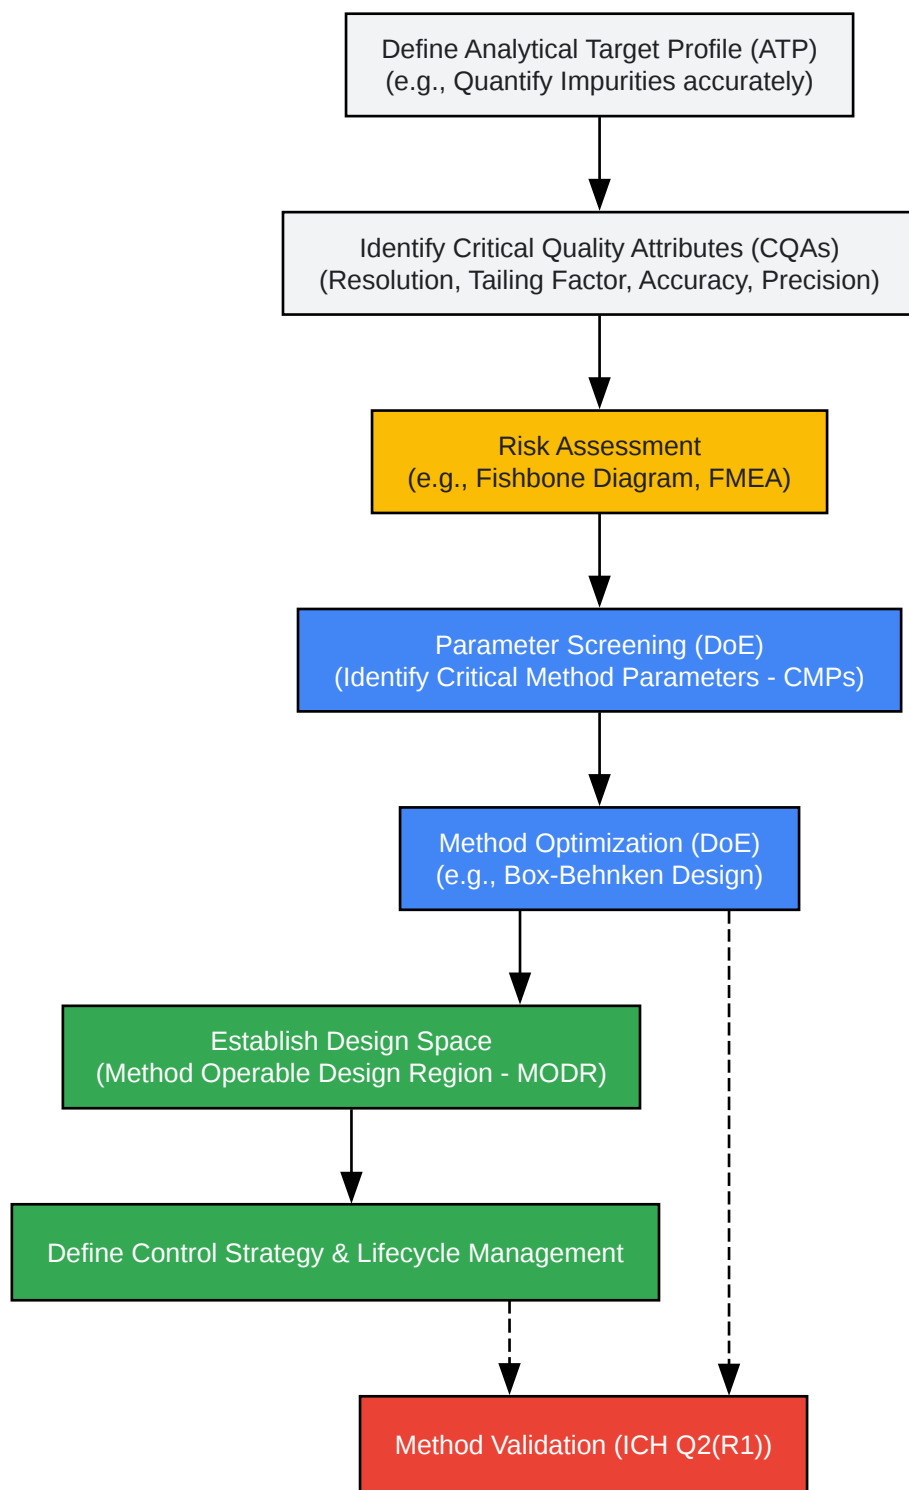 Define Analytical Target Profile (ATP)
(e.g., Quantify Impurities accurately)
Identify Critical Quality Attributes (CQAs)
(Resolution, Tailing Factor, Accuracy, Precision)
Risk Assessment
(e.g., Fishbone Diagram, FMEA)
Parameter Screening (DoE)
(Identify Critical Method Parameters - CMPs)
Method Optimization (DoE)
(e.g., Box-Behnken Design)
Establish Design Space
(Method Operable Design Region - MODR)
Define Control Strategy & Lifecycle Management
Method Validation (ICH Q2(R1))